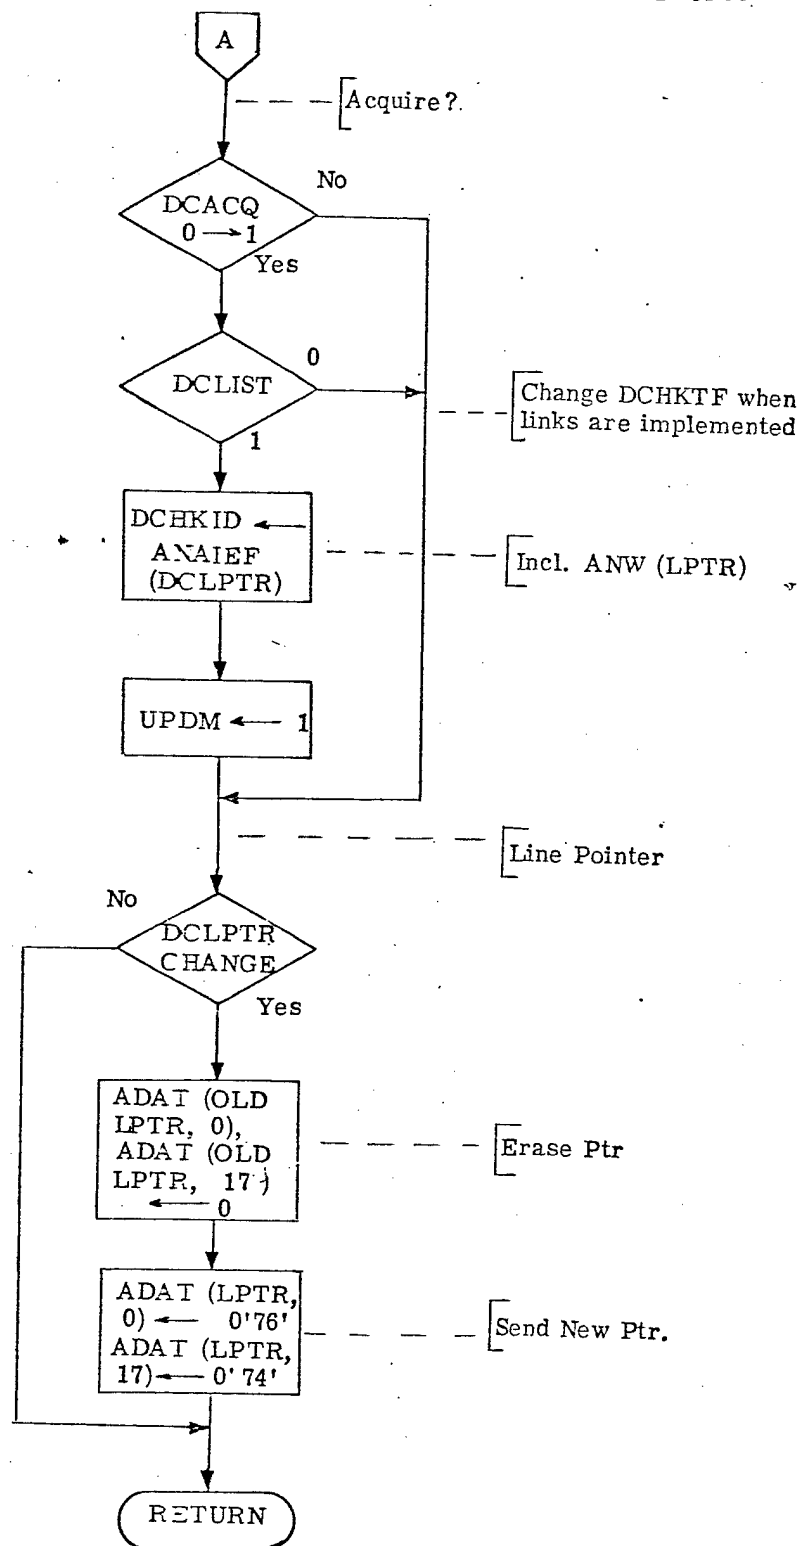 A
Acquire?
No
DCACQ
0 → 1
Yes
0
DCLIST
1
Change DCHKTF when
links are implemented
DCHKID ←
ANAIEF
(DCLPTR)
Incl. ANW (LPTR)
UPDM ← 1
Line Pointer
No
DCLPTR
CHANGE
Yes
ADAT (OLD
LPTR, 0),
ADAT (OLD
LPTR, 17)
← 0
Erase Ptr
ADAT (LPTR,
0) ← 0'76'
ADAT (LPTR,
17) ← 0'74'
Send New Ptr.
RETURN